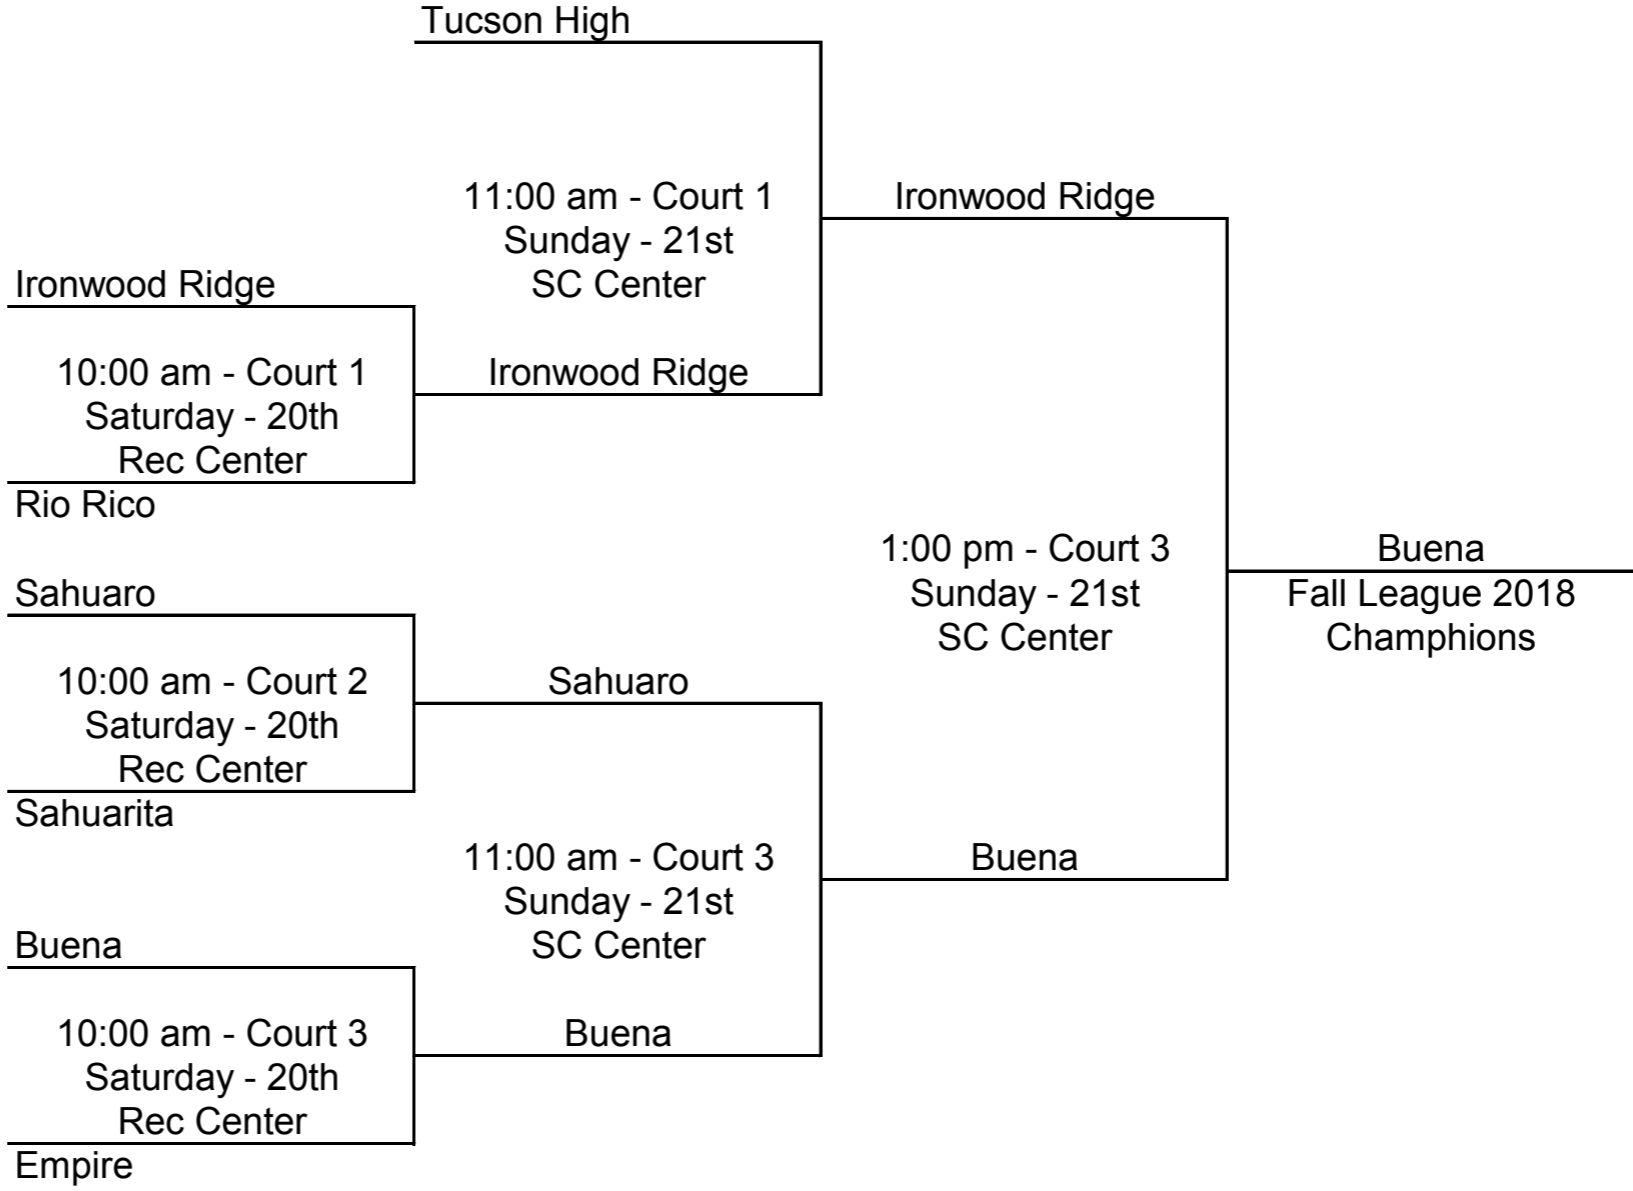 Tucson High
11:00 am - Court 1
Sunday - 21st
SC Center
Ironwood Ridge
Ironwood Ridge
10:00 am - Court 1
Saturday - 20th
Rec Center
Ironwood Ridge
Rio Rico
1:00 pm - Court 3
Sunday - 21st
SC Center
Buena
Fall League 2018
Champhions
Sahuaro
10:00 am - Court 2
Saturday - 20th
Rec Center
Sahuaro
Sahuarita
11:00 am - Court 3
Sunday - 21st
SC Center
Buena
Buena
10:00 am - Court 3
Saturday - 20th
Rec Center
Buena
Empire